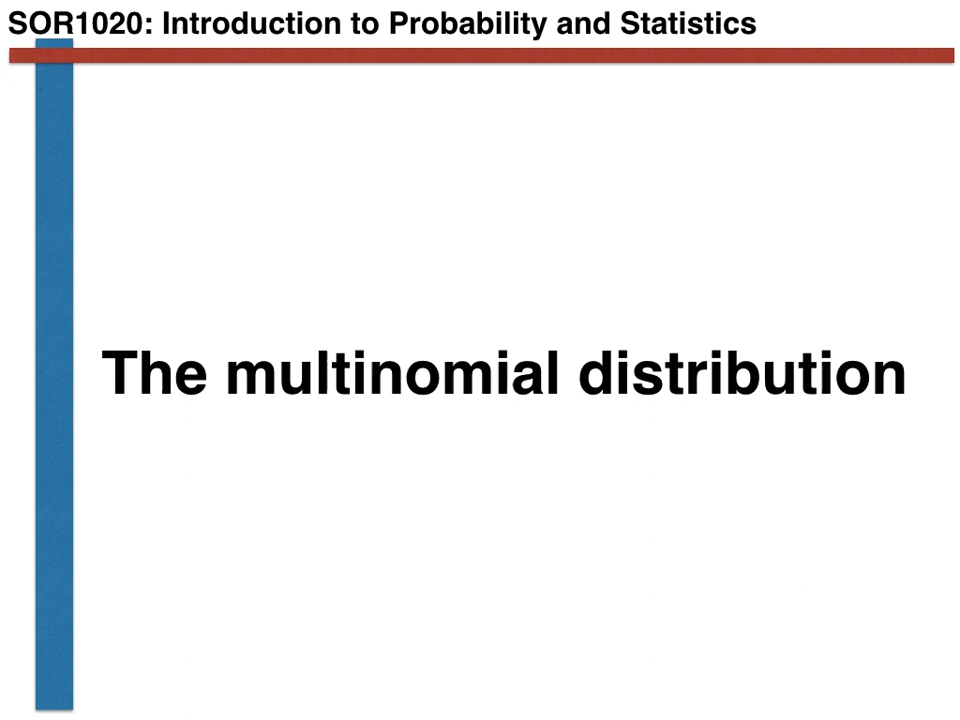 SOR1020: Introduction to Probability and Statistics
The multinomial distribution